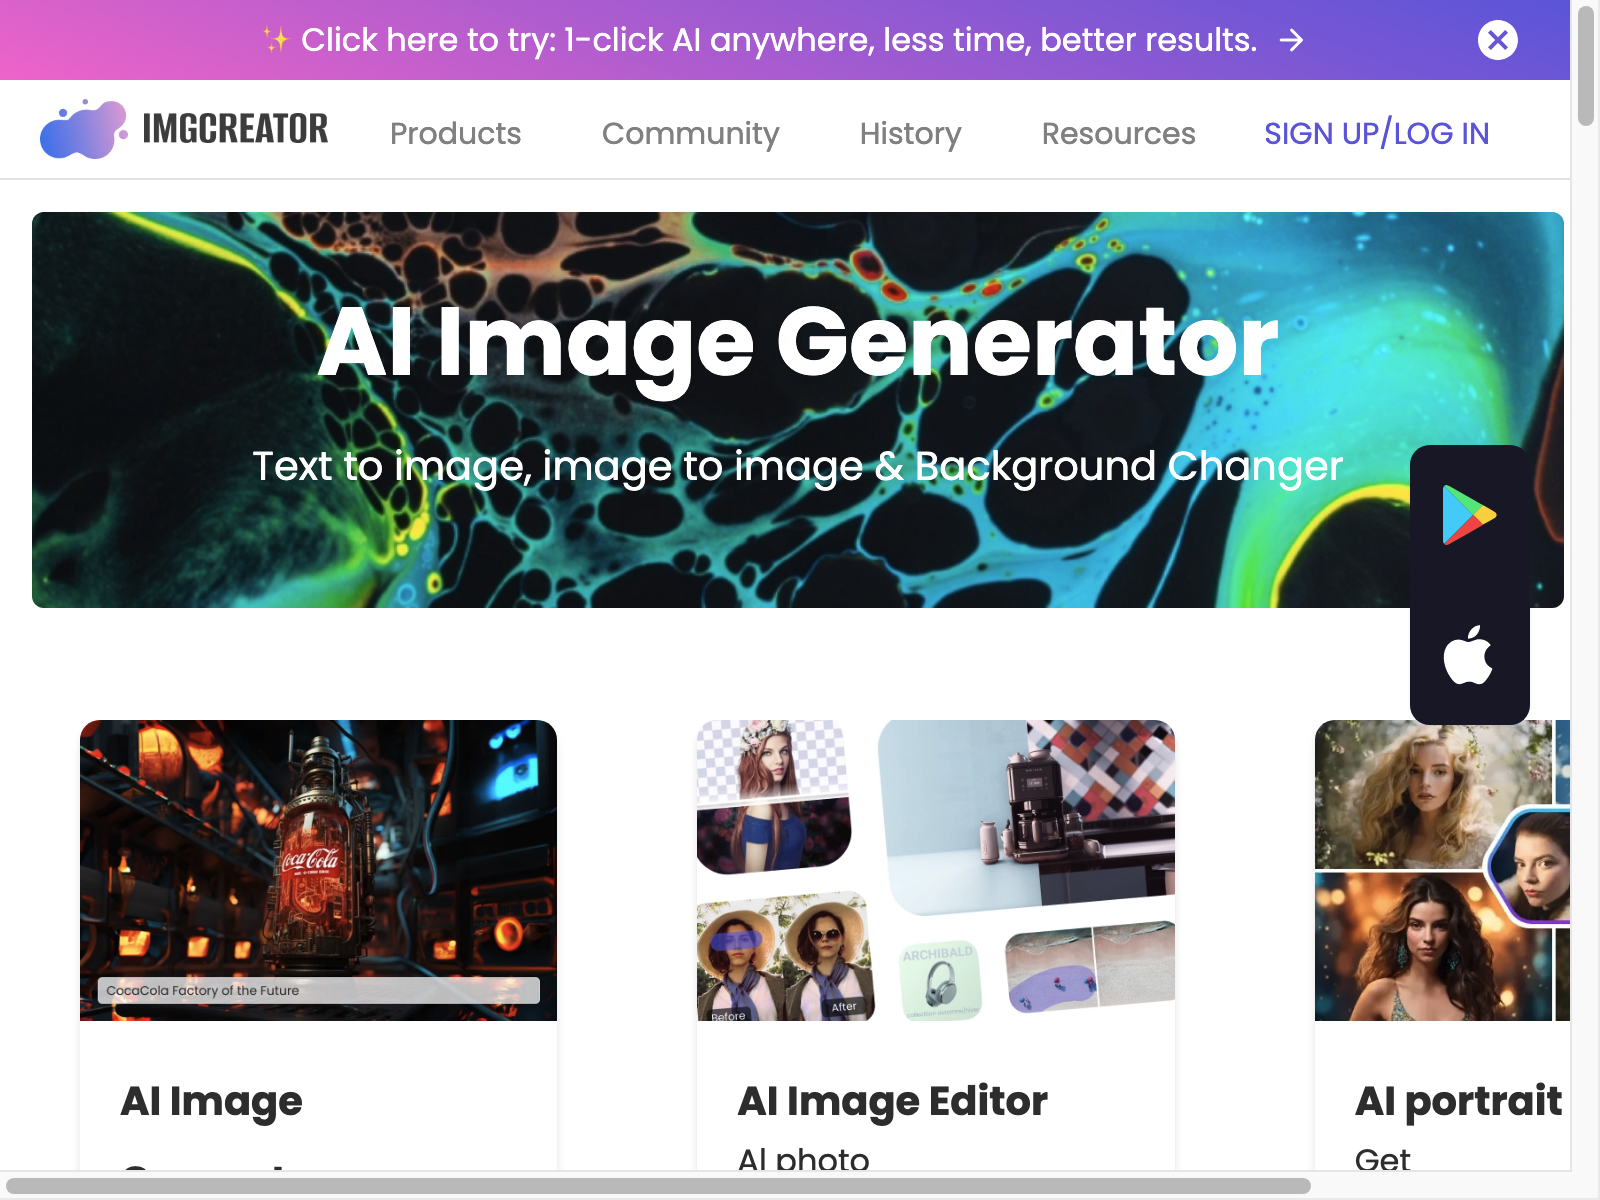 ✨ Click here to try: 1-click AI anywhere, less time, better results. →
IMGCREATOR
Products
Community
History
Resources
SIGN UP/LOG IN
AI Image Generator
Text to image, image to image & Background Changer
Coca-Cola
CocaCola Factory of the Future
Before
After
ARCHIBALD
AI Image
AI Image Editor
AI photo
AI portrait
Get